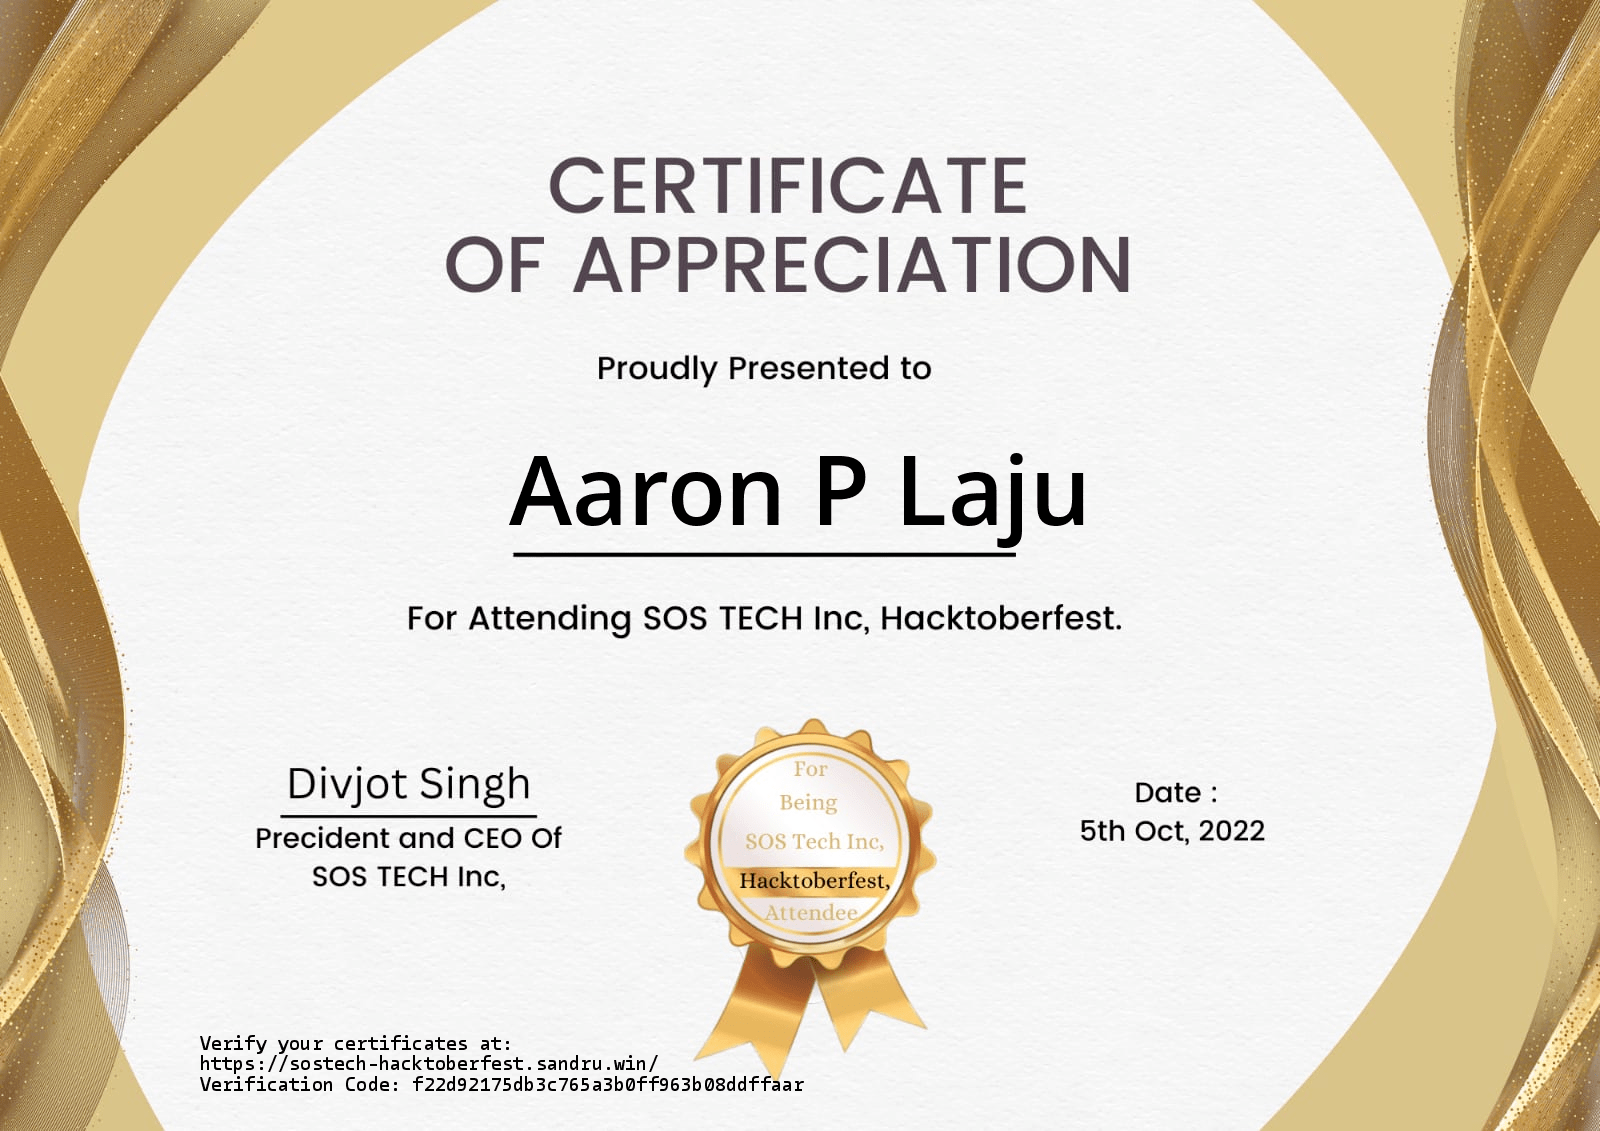 CERTIFICATE
OF APPRECIATION
Proudly Presented to
Aaron P Laju
For Attending SOS TECH Inc, Hacktoberfest.
Divjot Singh
Precident and CEO Of
SOS TECH Inc,
For
Being
SOS Tech Inc,
Hacktoberfest,
Attendee
Date :
5th Oct, 2022
Verify your certificates at:
https://sostech-hacktoberfest.sandru.win/
Verification Code: f22d92175db3c765a3b0ff963b08ddffaar